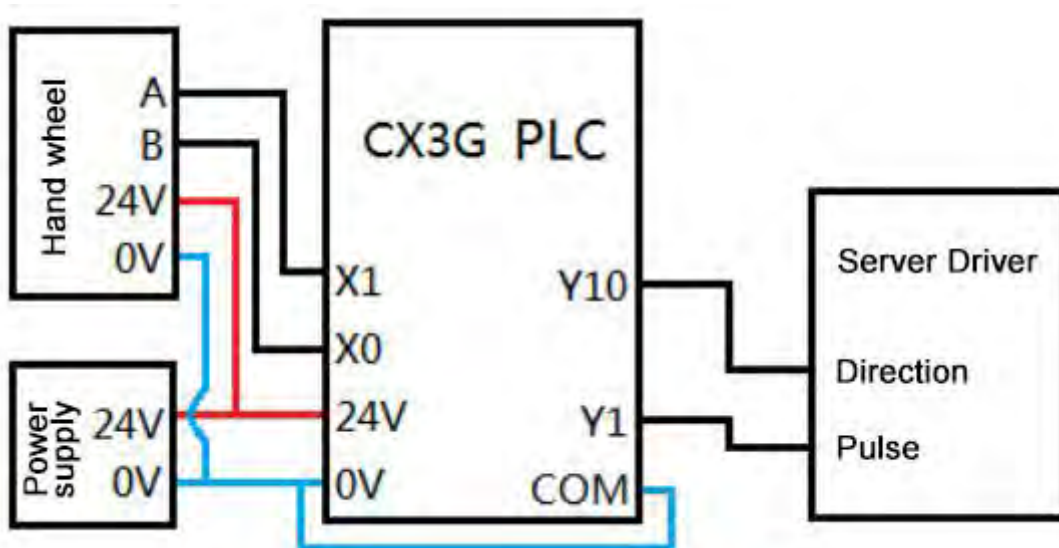 Hand wheel
A
B
24V
0V
Power
supply
24V
0V
CX3G PLC
X1
X0
24V
0V
Y10
Y1
COM
Server Driver
Direction
Pulse